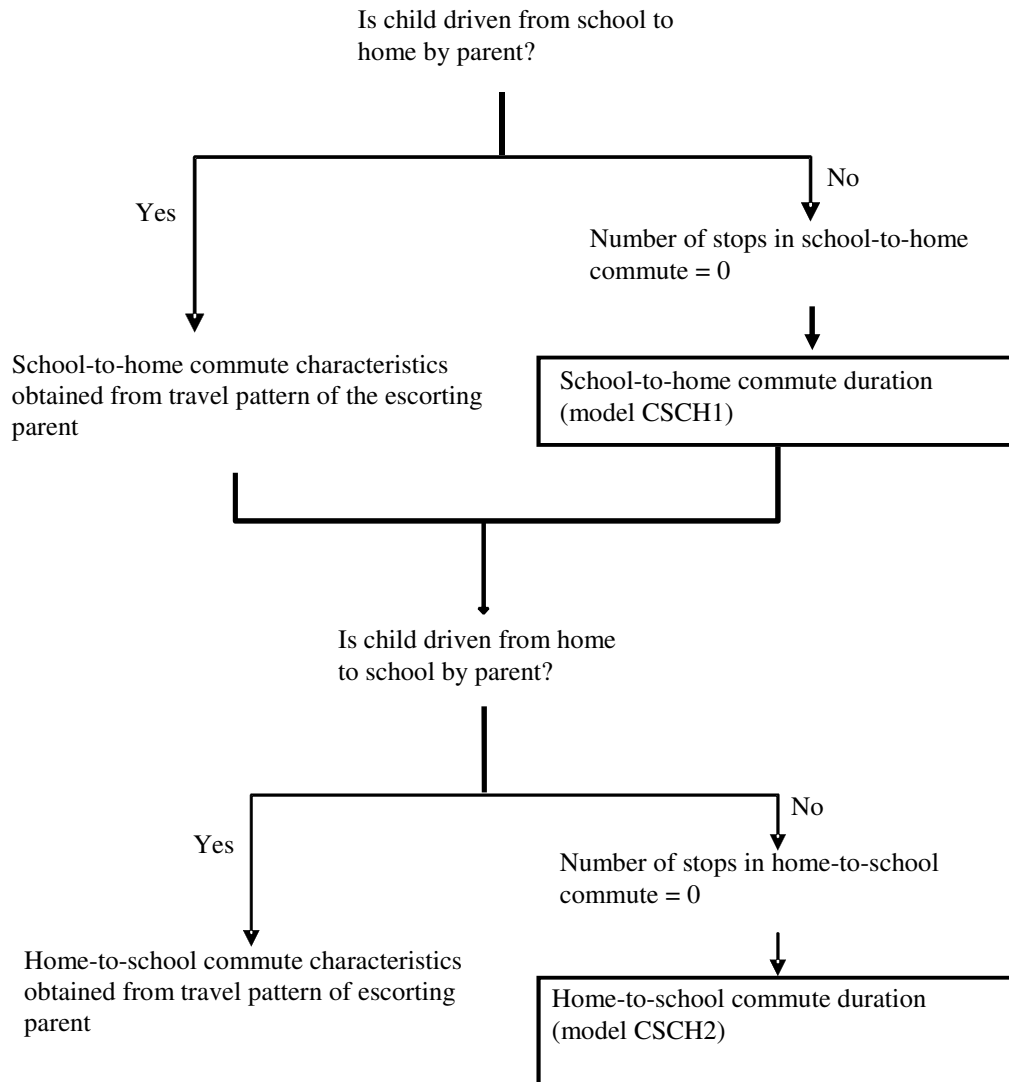 Is child driven from school to
home by parent?
No
Yes
Number of stops in school-to-home
commute = 0
School-to-home commute characteristics
obtained from travel pattern of the escorting
parent
School-to-home commute duration
(model CSCH1)
Is child driven from home
to school by parent?
No
Yes
Number of stops in home-to-school
commute = 0
Home-to-school commute characteristics
obtained from travel pattern of escorting
parent
Home-to-school commute duration
(model CSCH2)